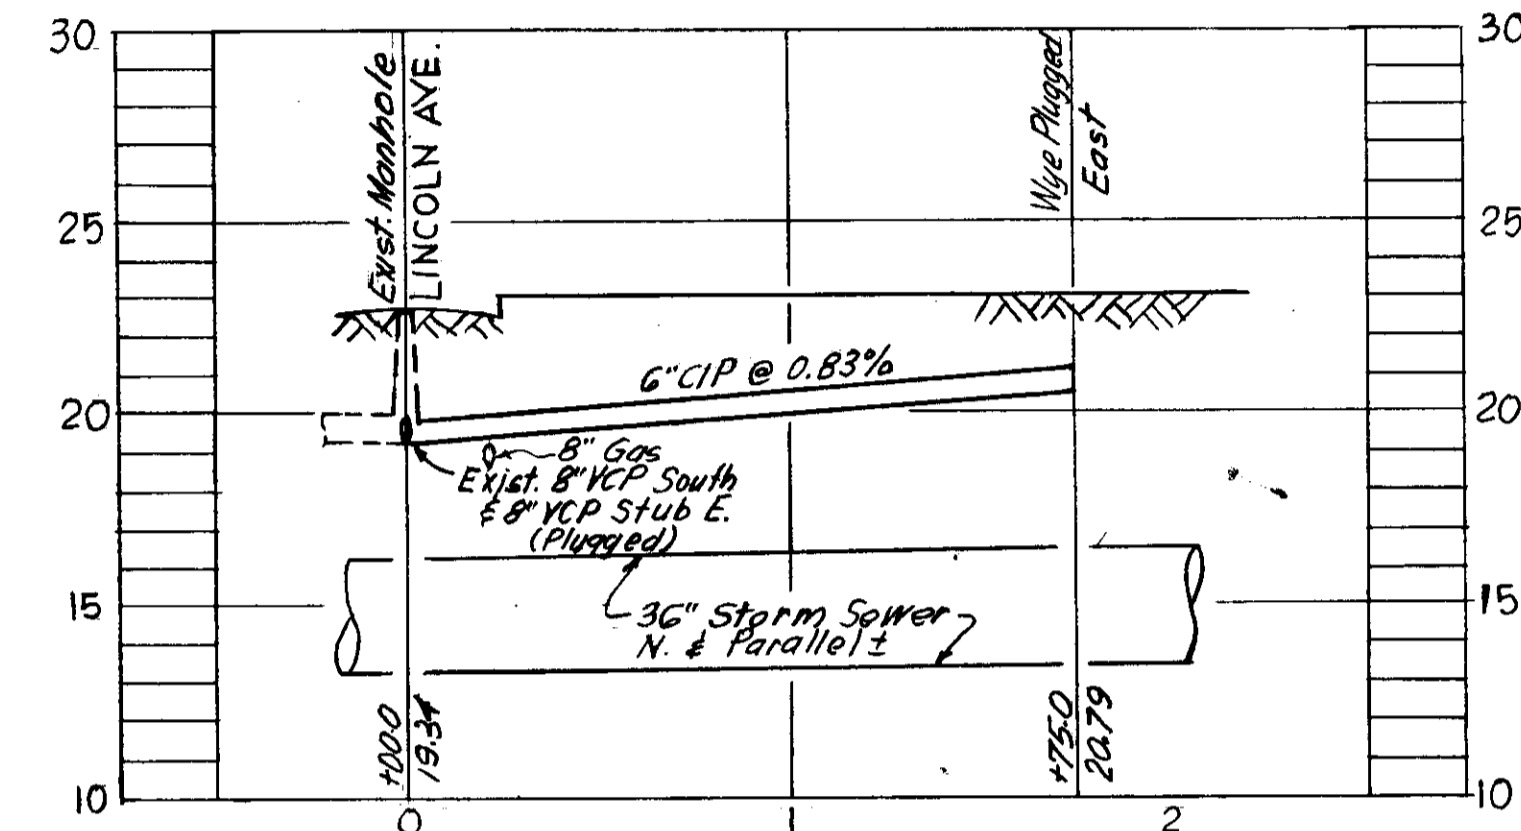 30
30
Exist. Manhole
LINCOLN AVE.
Wye Plugged
East
25
25
6" CIP @ 0.83%
20
20
8" Gas
Exist. 8" VCP South
& 8" VCP Stub E.
(Plugged)
15
15
36" Storm Sewer
N. & Parallel ±
+00.0
19.34
+75.0
20.79
10
10
0
1
2